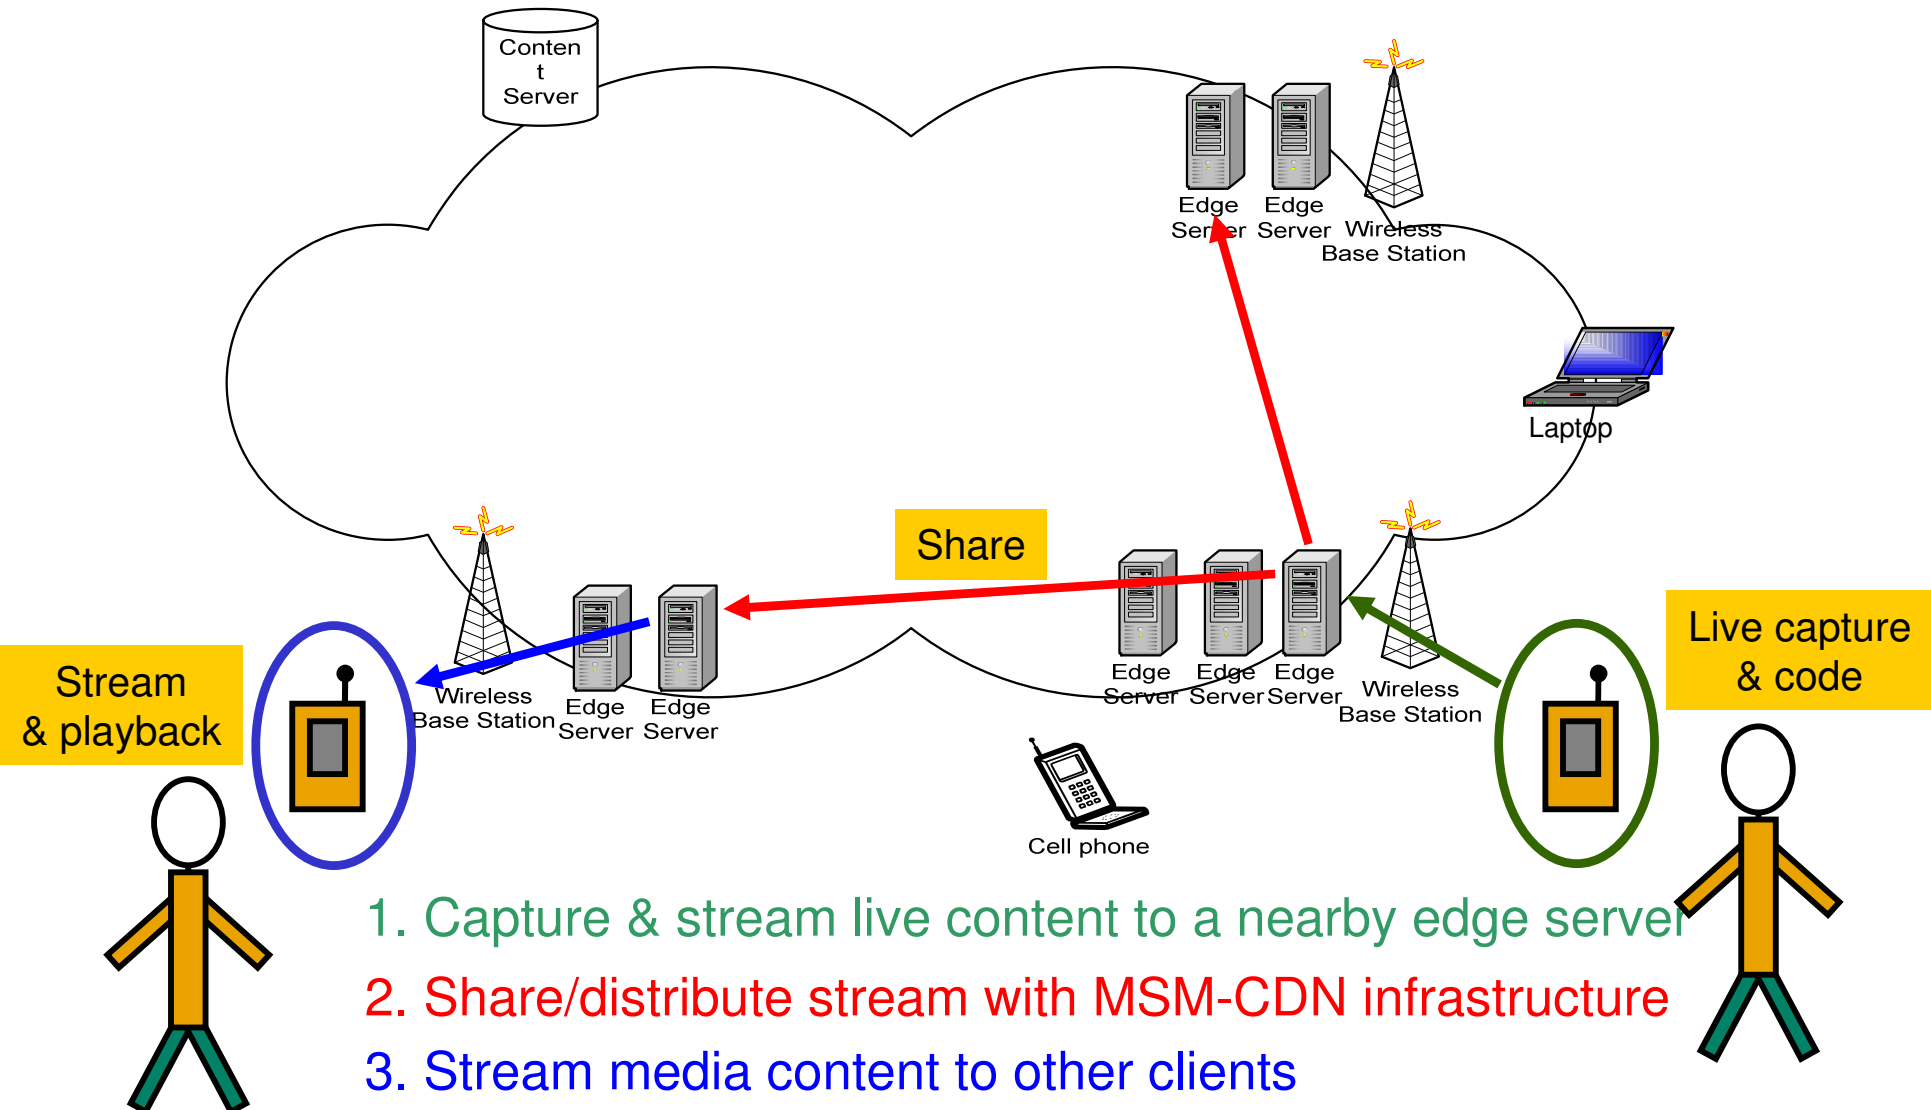 Conten
t
Server
Edge
Server
Edge
Server
Wireless
Base Station
Laptop
Share
Live capture
& code
Stream
& playback
Wireless
Base Station
Edge
Server
Edge
Server
Edge
Server
Edge
Server
Edge
Server
Wireless
Base Station
Cell phone
1. Capture & stream live content to a nearby edge server
2. Share/distribute stream with MSM-CDN infrastructure
3. Stream media content to other clients